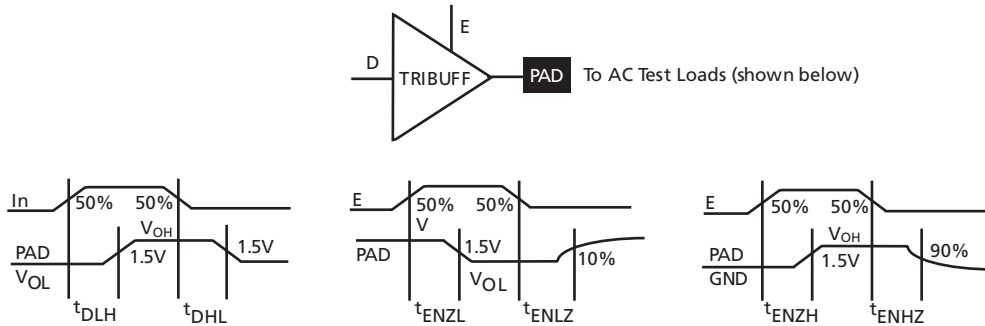 E
D
TRIBUFF
PAD
To AC Test Loads (shown below)
In
50%
50%
PAD
VOL
VOH
1.5V
1.5V
tDLH
tDHL
E
50%
50%
V
PAD
1.5V
VOL
10%
tENZL
tENLZ
E
50%
50%
PAD
GND
VOH
1.5V
90%
tENZH
tENHZ